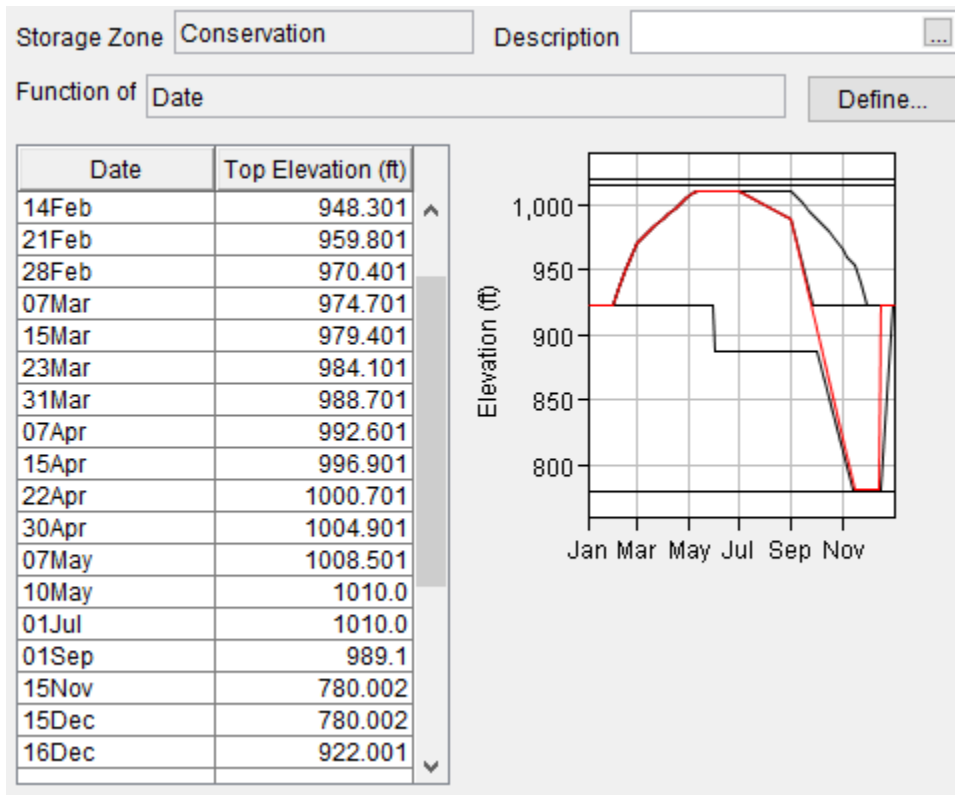 Storage Zone Conservation Description ...
Function of Date Define...
Date Top Elevation (ft)
14Feb 948.301
21Feb 959.801
28Feb 970.401
07Mar 974.701
15Mar 979.401
23Mar 984.101
31Mar 988.701
07Apr 992.601
15Apr 996.901
22Apr 1000.701
30Apr 1004.901
07May 1008.501
10May 1010.0
01Jul 1010.0
01Sep 989.1
15Nov 780.002
15Dec 780.002
16Dec 922.001
Elevation (ft)
1,000
950
900
850
800
Jan Mar May Jul Sep Nov